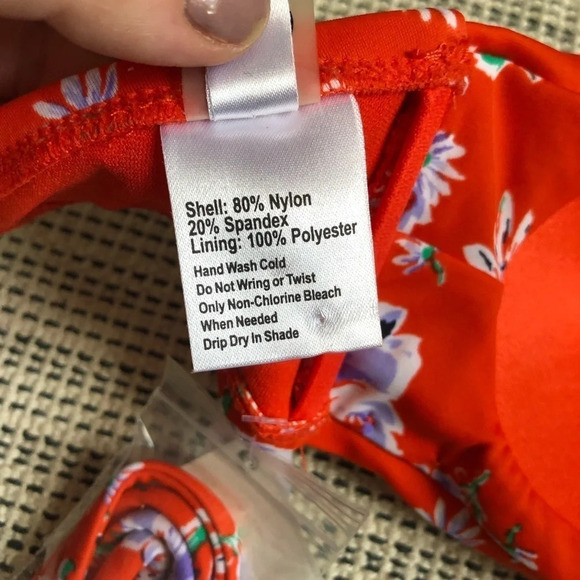 Shell: 80% Nylon
20% Spandex
Lining: 100% Polyester
Hand Wash Cold
Do Not Wring or Twist
Only Non-Chlorine Bleach
When Needed
Drip Dry In Shade